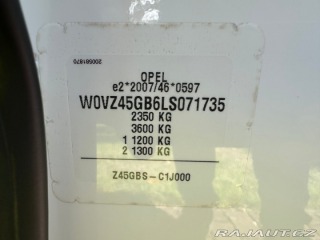 200581870
OPEL
e2*2007/46*0597
W0VZ45GB6LS071735
2350 KG
3600 KG
1 1200 KG
2 1300 KG
Z45GBS-C1J000
RAJAUT.CZ